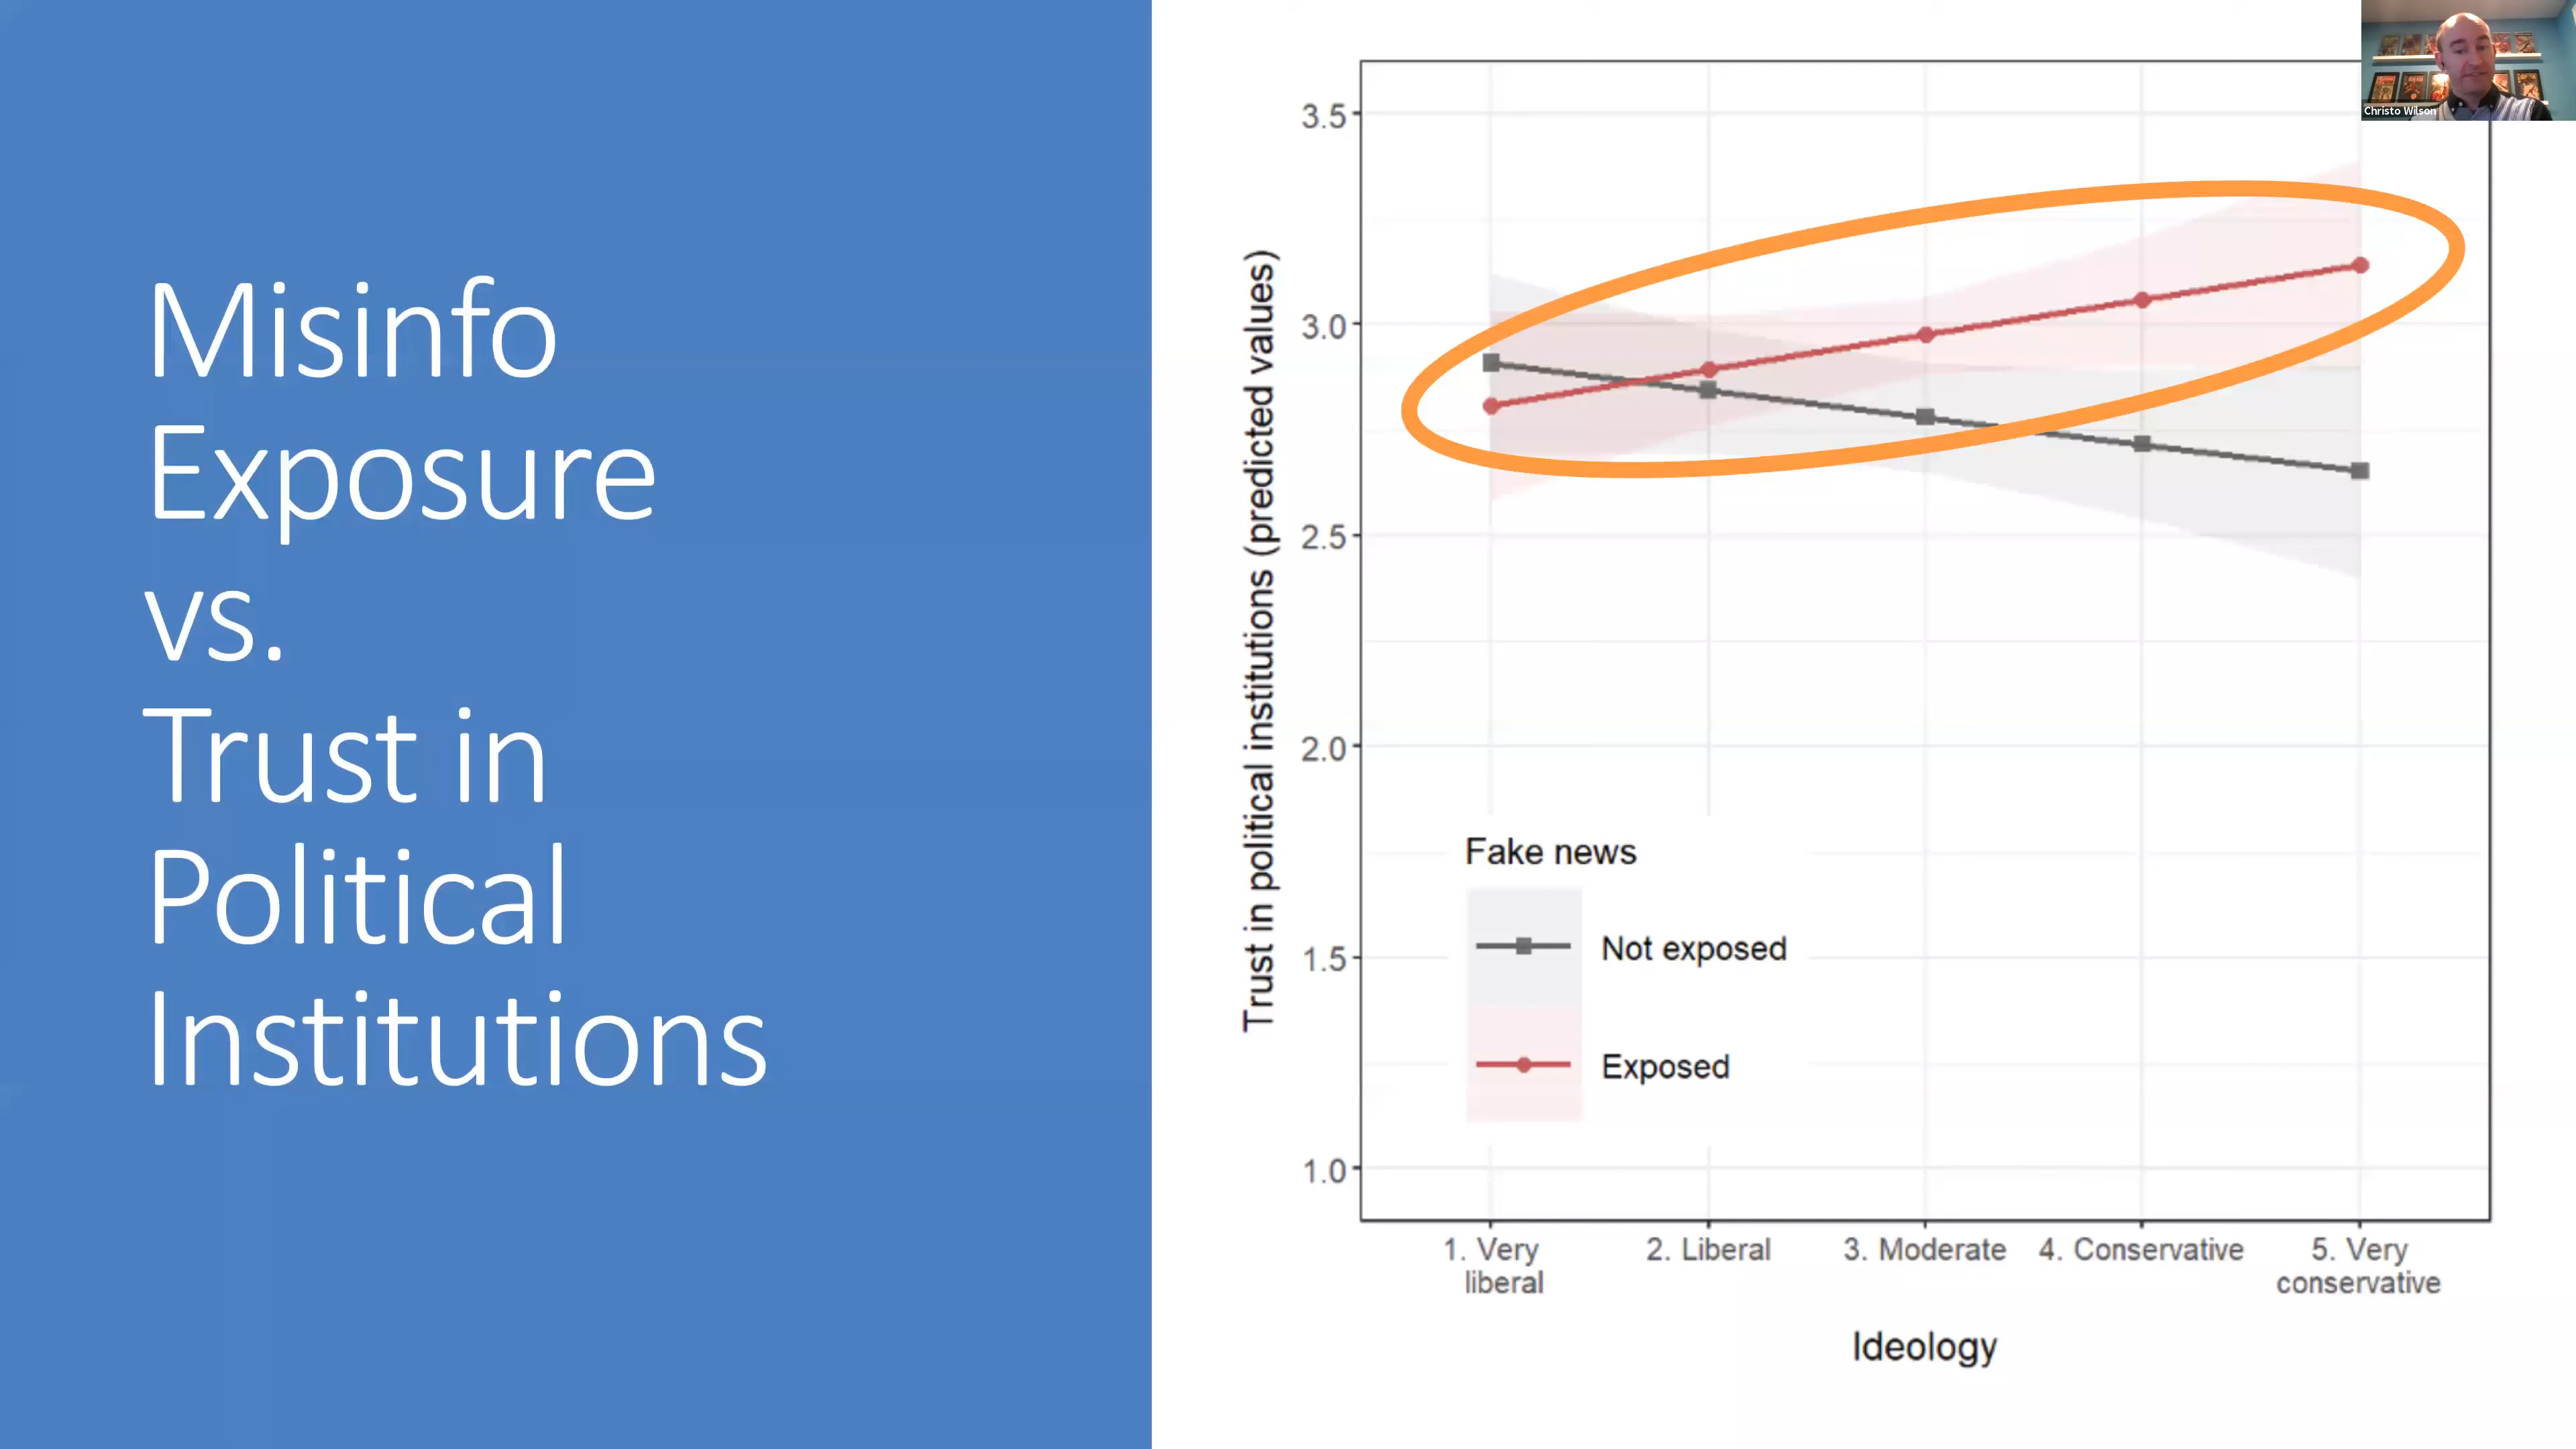 Misinfo
Exposure
vs.
Trust in
Political
Institutions
Christo Wilson
Trust in political institutions (predicted values)
3.5
3.0
2.5
2.0
1.5
1.0
Fake news
Not exposed
Exposed
1. Very
liberal
2. Liberal
3. Moderate
4. Conservative
5. Very
conservative
Ideology